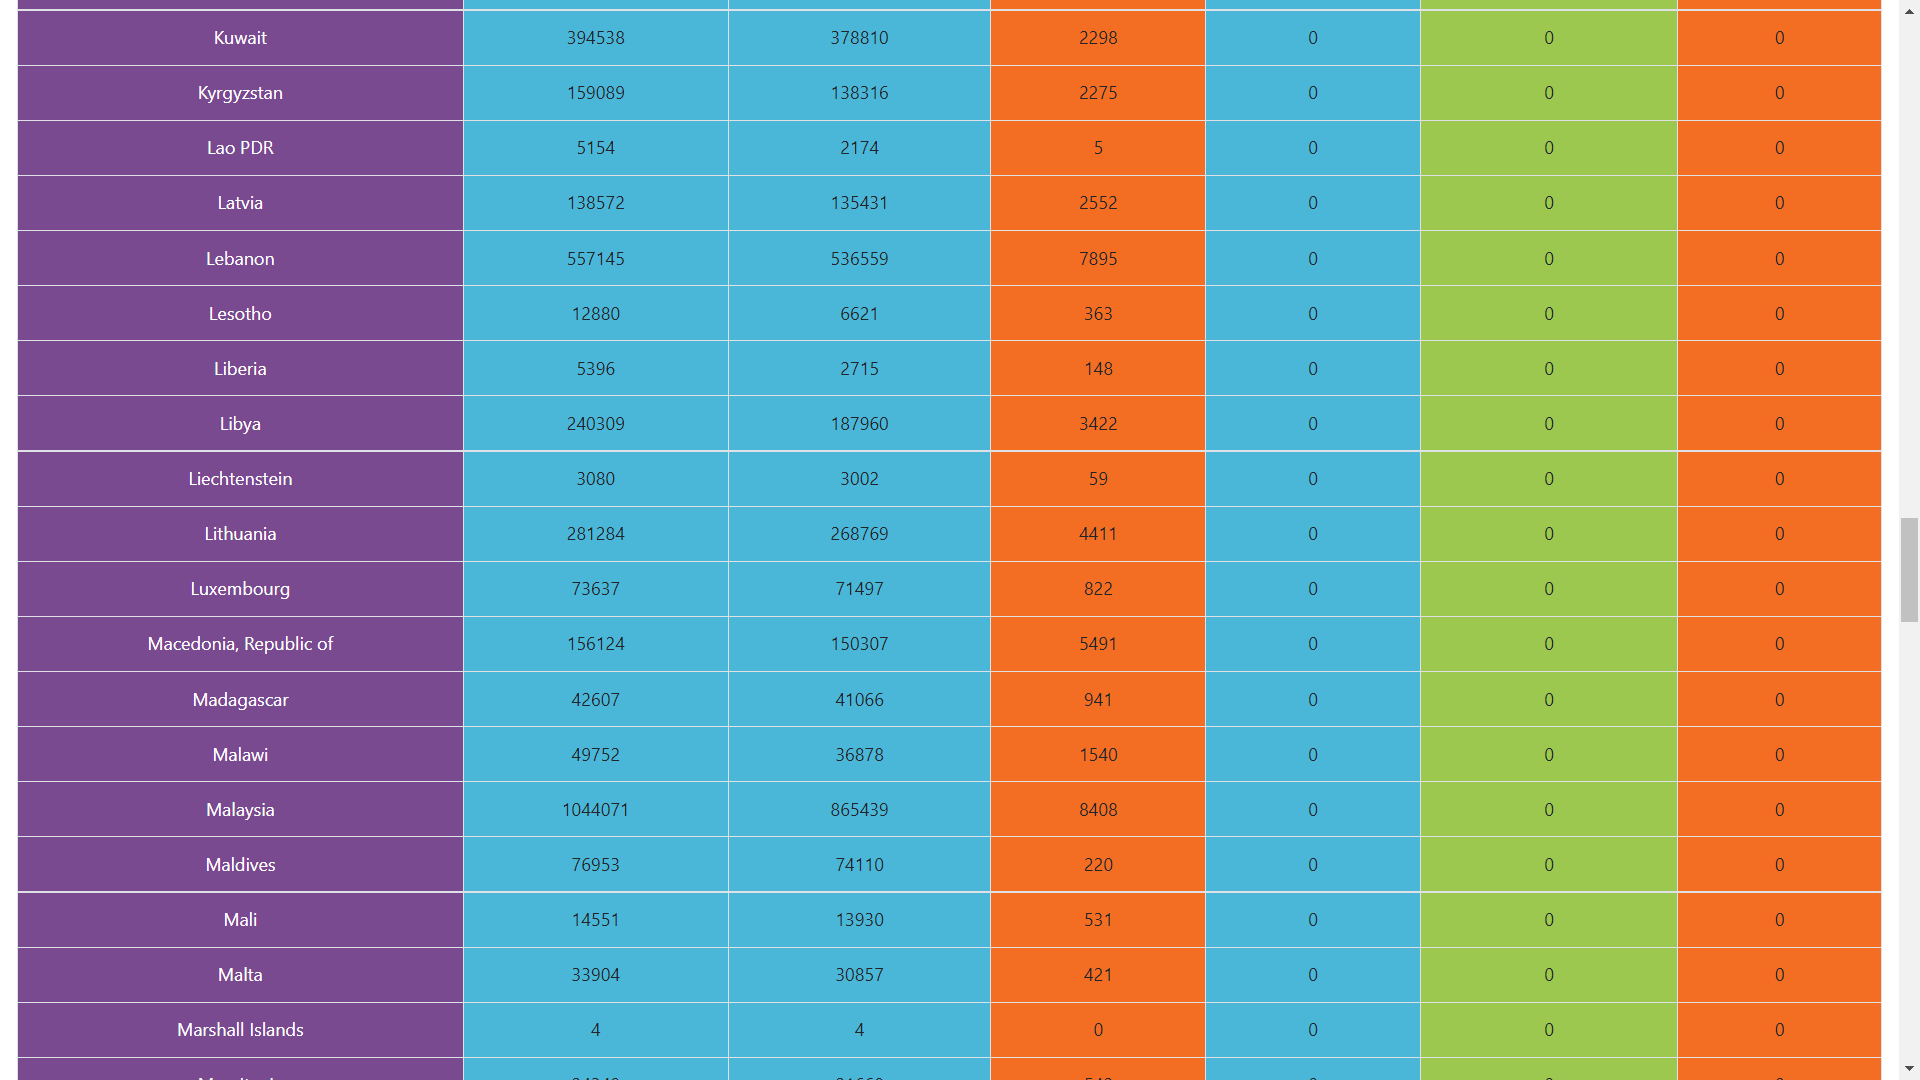 Kuwait 394538 378810 2298 0 0 0
Kyrgyzstan 159089 138316 2275 0 0 0
Lao PDR 5154 2174 5 0 0 0
Latvia 138572 135431 2552 0 0 0
Lebanon 557145 536559 7895 0 0 0
Lesotho 12880 6621 363 0 0 0
Liberia 5396 2715 148 0 0 0
Libya 240309 187960 3422 0 0 0
Liechtenstein 3080 3002 59 0 0 0
Lithuania 281284 268769 4411 0 0 0
Luxembourg 73637 71497 822 0 0 0
Macedonia, Republic of 156124 150307 5491 0 0 0
Madagascar 42607 41066 941 0 0 0
Malawi 49752 36878 1540 0 0 0
Malaysia 1044071 865439 8408 0 0 0
Maldives 76953 74110 220 0 0 0
Mali 14551 13930 531 0 0 0
Malta 33904 30857 421 0 0 0
Marshall Islands 4 4 0 0 0 0